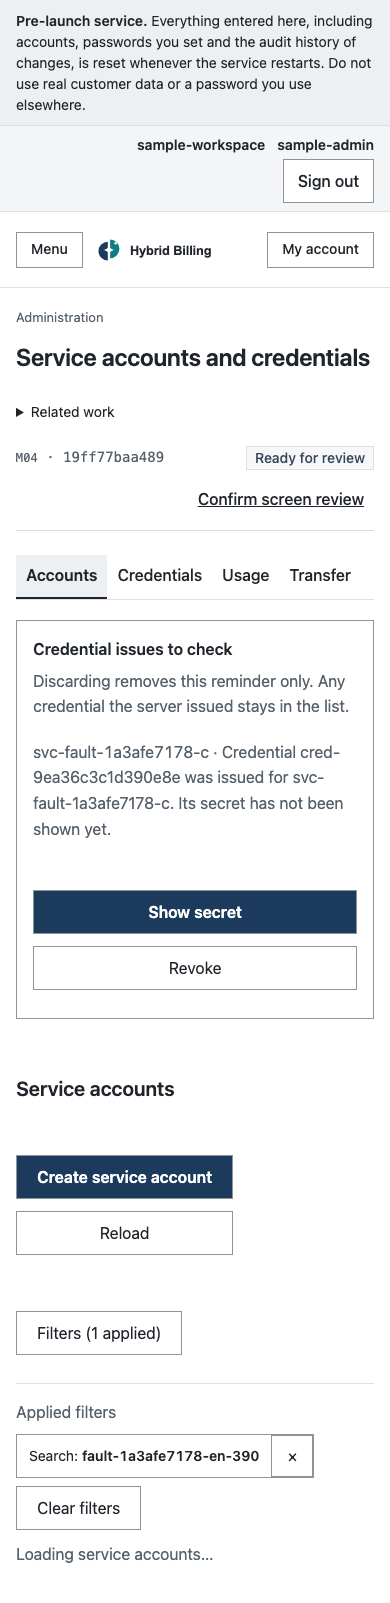 Pre-launch service. Everything entered here, including
accounts, passwords you set and the audit history of
changes, is reset whenever the service restarts. Do not
use real customer data or a password you use
elsewhere.
sample-workspace sample-admin
Sign out
Menu
Hybrid Billing
My account
Administration
Service accounts and credentials
Related work
M04 · 19ff77baa489
Ready for review
Confirm screen review
Accounts Credentials Usage Transfer
Credential issues to check
Discarding removes this reminder only. Any
credential the server issued stays in the list.
svc-fault-1a3afe7178-c · Credential cred-
9ea36c3c1d390e8e was issued for svc-
fault-1a3afe7178-c. Its secret has not been
shown yet.
Show secret
Revoke
Service accounts
Create service account
Reload
Filters (1 applied)
Applied filters
Search: fault-1a3afe7178-en-390 ×
Clear filters
Loading service accounts...